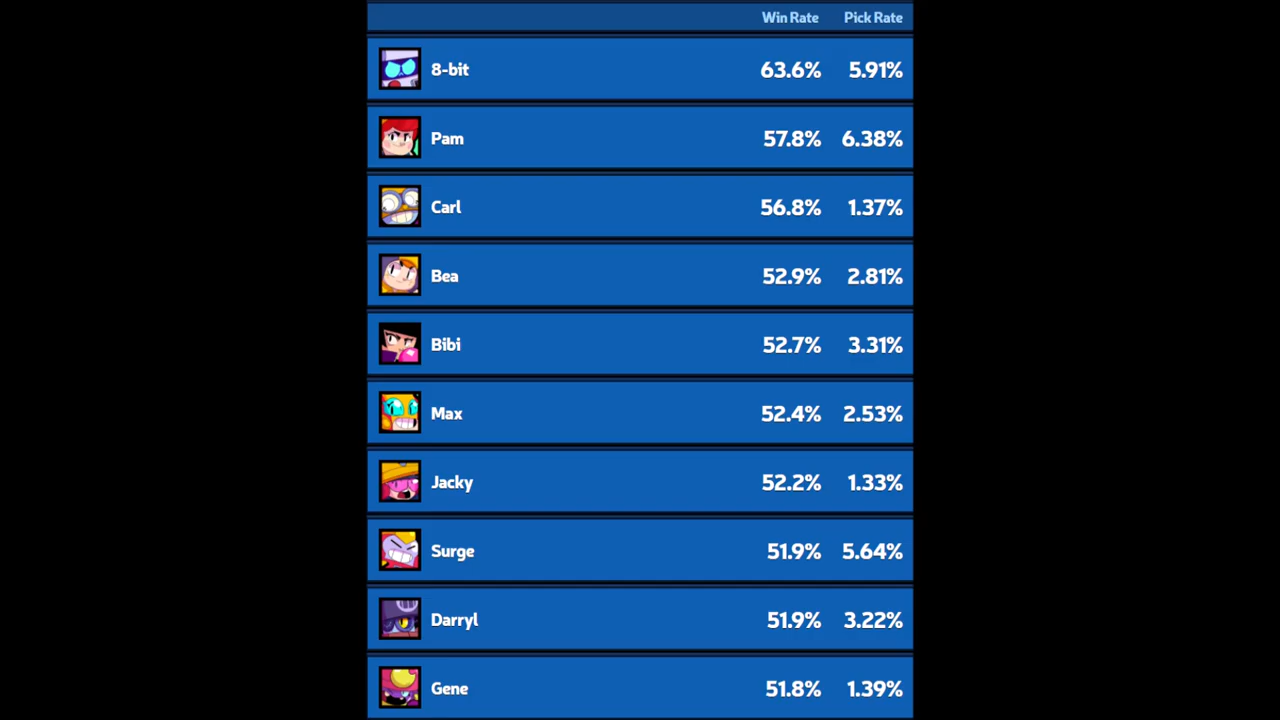 Win Rate Pick Rate
8-bit 63.6% 5.91%
Pam 57.8% 6.38%
Carl 56.8% 1.37%
Bea 52.9% 2.81%
Bibi 52.7% 3.31%
Max 52.4% 2.53%
Jacky 52.2% 1.33%
Surge 51.9% 5.64%
Darryl 51.9% 3.22%
Gene 51.8% 1.39%